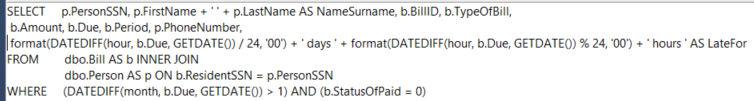 SELECT p.PersonSSN, p.FirstName + ' ' + p.LastName AS NameSurname, b.BillID, b.TypeOfBill,
b.Amount, b.Due, b.Period, p.PhoneNumber,
format(DATEDIFF(hour, b.Due, GETDATE()) / 24, '00') + ' days ' + format(DATEDIFF(hour, b.Due, GETDATE()) % 24, '00') + ' hours ' AS LateFor
FROM dbo.Bill AS b INNER JOIN
dbo.Person AS p ON b.ResidentSSN = p.PersonSSN
WHERE (DATEDIFF(month, b.Due, GETDATE()) > 1) AND (b.StatusOfPaid = 0)